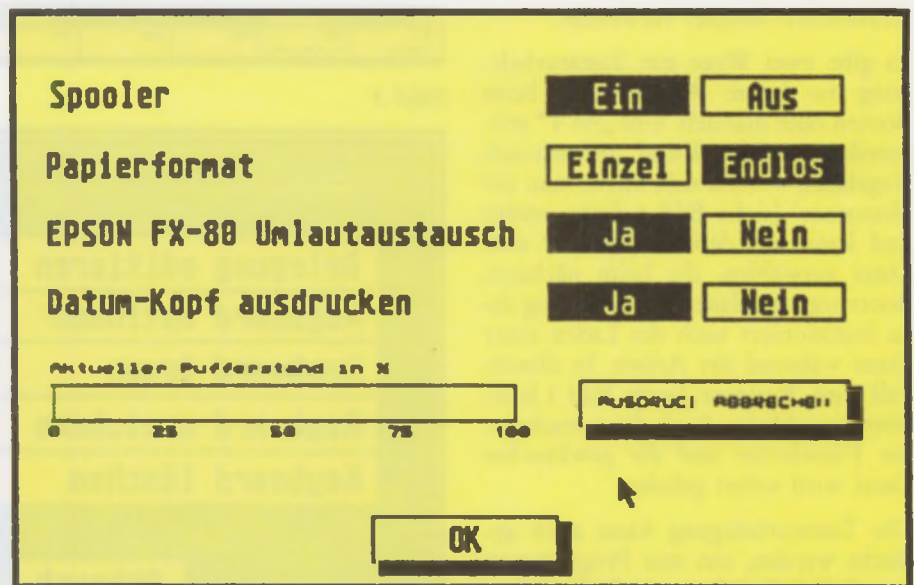 Spooler Ein Aus
Papierformat Einzel Endlos
EPSON FX-80 Umlautaustausch Ja Nein
Datum-Kopf ausdrucken Ja Nein
Aktueller Pufferstand in %
0 25 50 75 100
OK